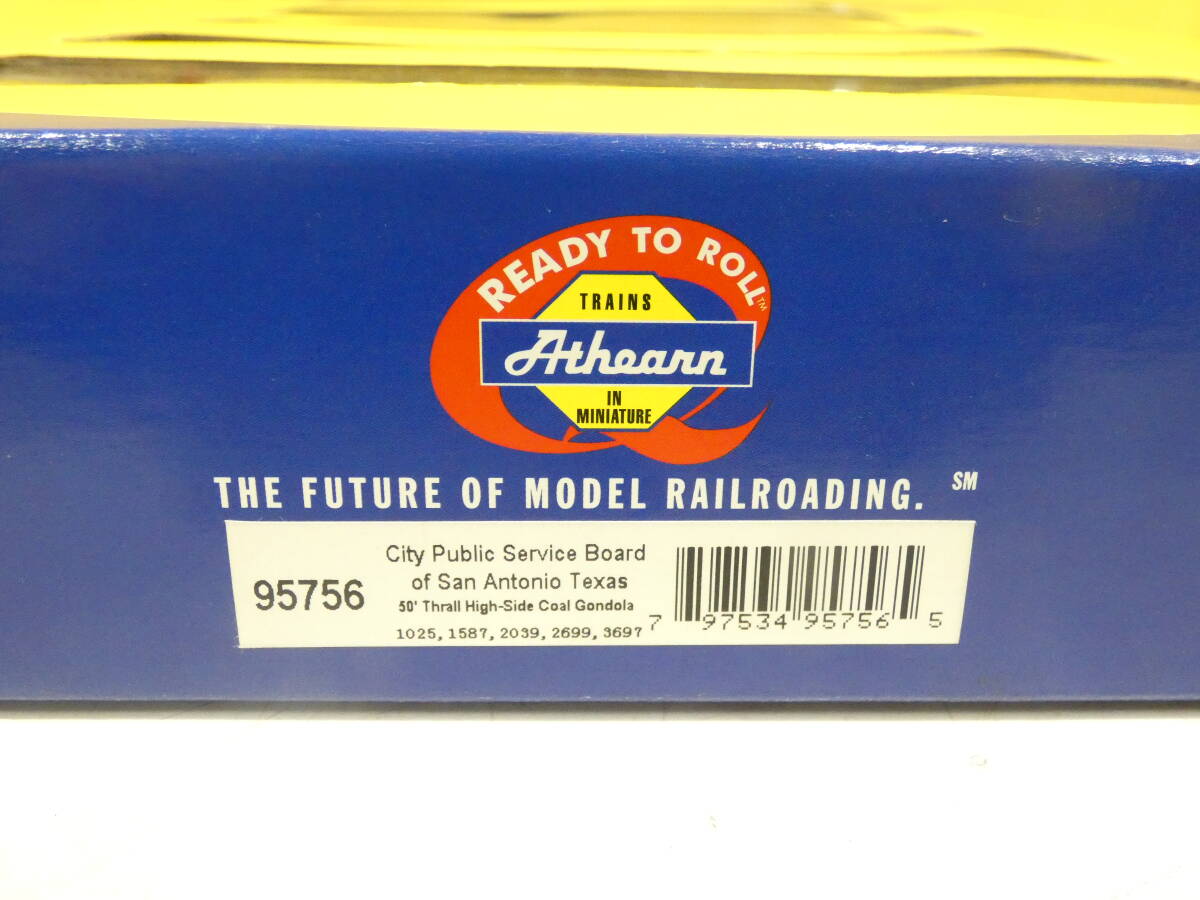 READY TO ROLL™
TRAINS
Athearn
IN
MINIATURE
THE FUTURE OF MODEL RAILROADING. SM
95756
City Public Service Board
of San Antonio Texas
50' Thrall High-Side Coal Gondola
1025, 1587, 2039, 2699, 3697
7 97534 95756 5